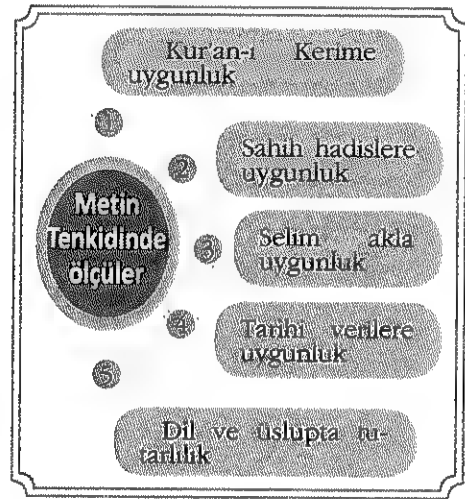 Kur'an-ı Kerime
uygunluk
1
2
Sahih hadislere
uygunluk
Metin
Tenkidinde
ölçüler
3
Selim akla
uygunluk
4
Tarihi verilere
uygunluk
5
Dil ve üslupta tu-
tarlılık